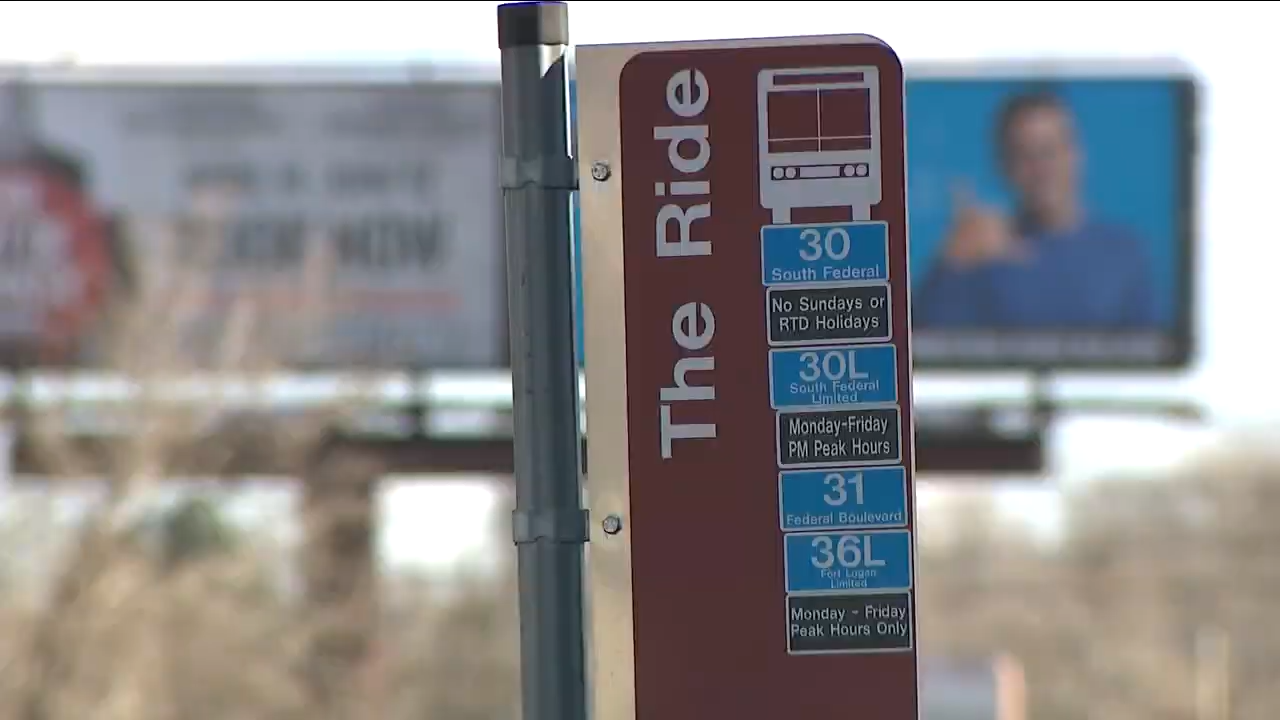 The Ride
30
South Federal
No Sundays or
RTD Holidays
30L
South Federal
Limited
Monday-Friday
PM Peak Hours
31
Federal Boulevard
36L
Fort Logan
Limited
Monday - Friday
Peak Hours Only